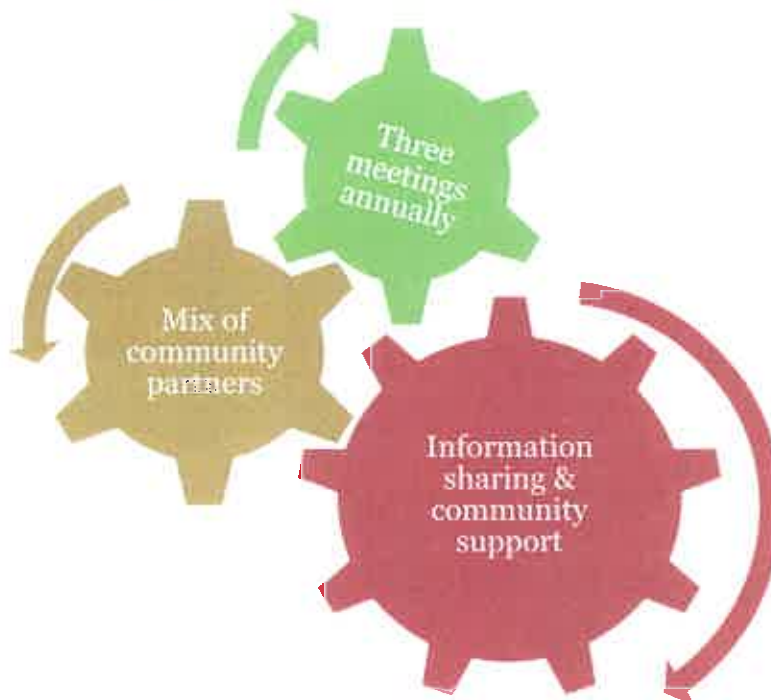 Three
meetings
annually
Mix of
community
partners
Information
sharing &
community
support